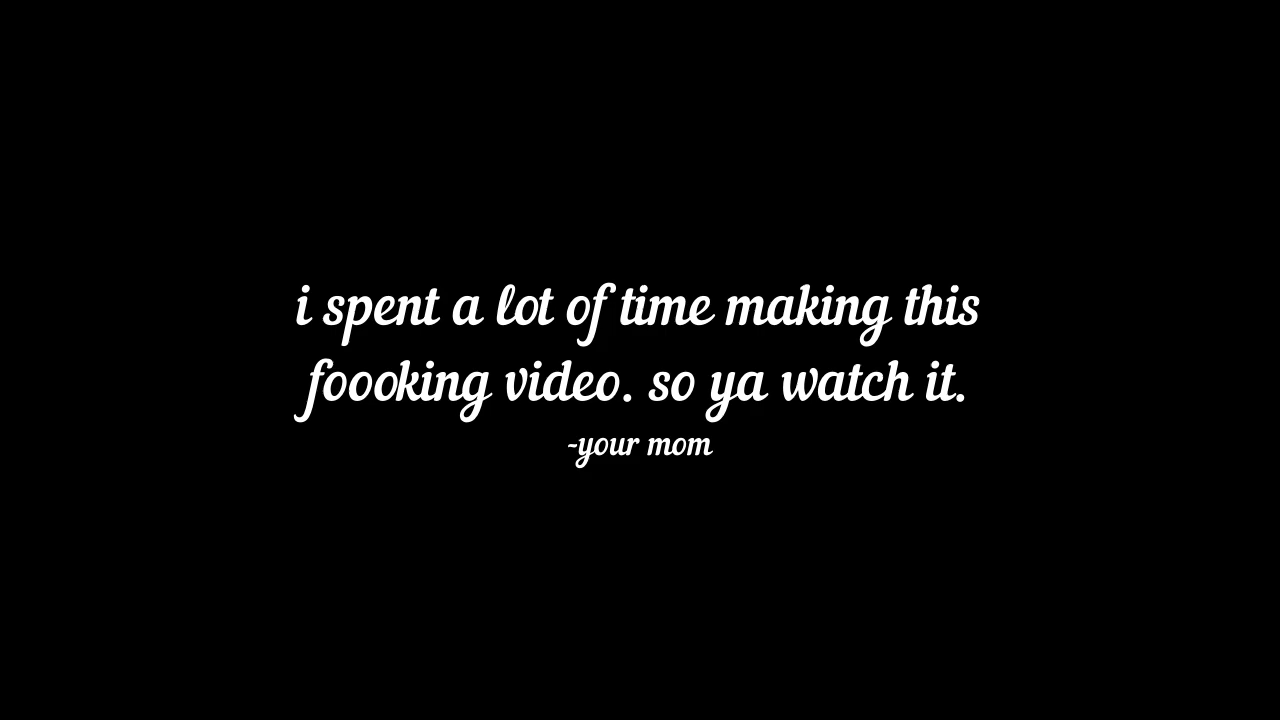 i spent a lot of time making this
foooking video. so ya watch it.
-your mom